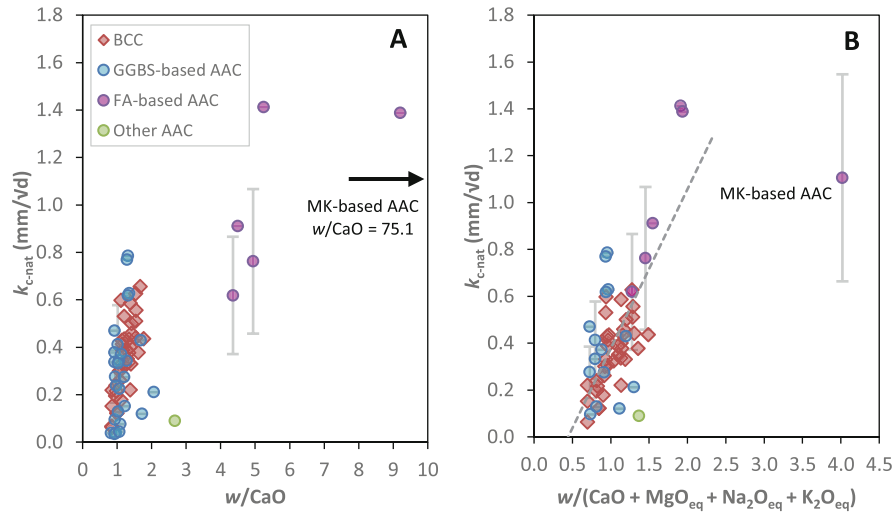 A
BCC
GGBS-based AAC
FA-based AAC
Other AAC
MK-based AAC
w/CaO = 75.1
k_c-nat (mm/√d)
1.8
1.6
1.4
1.2
1.0
0.8
0.6
0.4
0.2
0.0
0 1 2 3 4 5 6 7 8 9 10
w/CaO
B
MK-based AAC
k_c-nat (mm/√d)
1.8
1.6
1.4
1.2
1.0
0.8
0.6
0.4
0.2
0.0
0.0 0.5 1.0 1.5 2.0 2.5 3.0 3.5 4.0 4.5
w/(CaO + MgO_eq + Na₂O_eq + K₂O_eq)